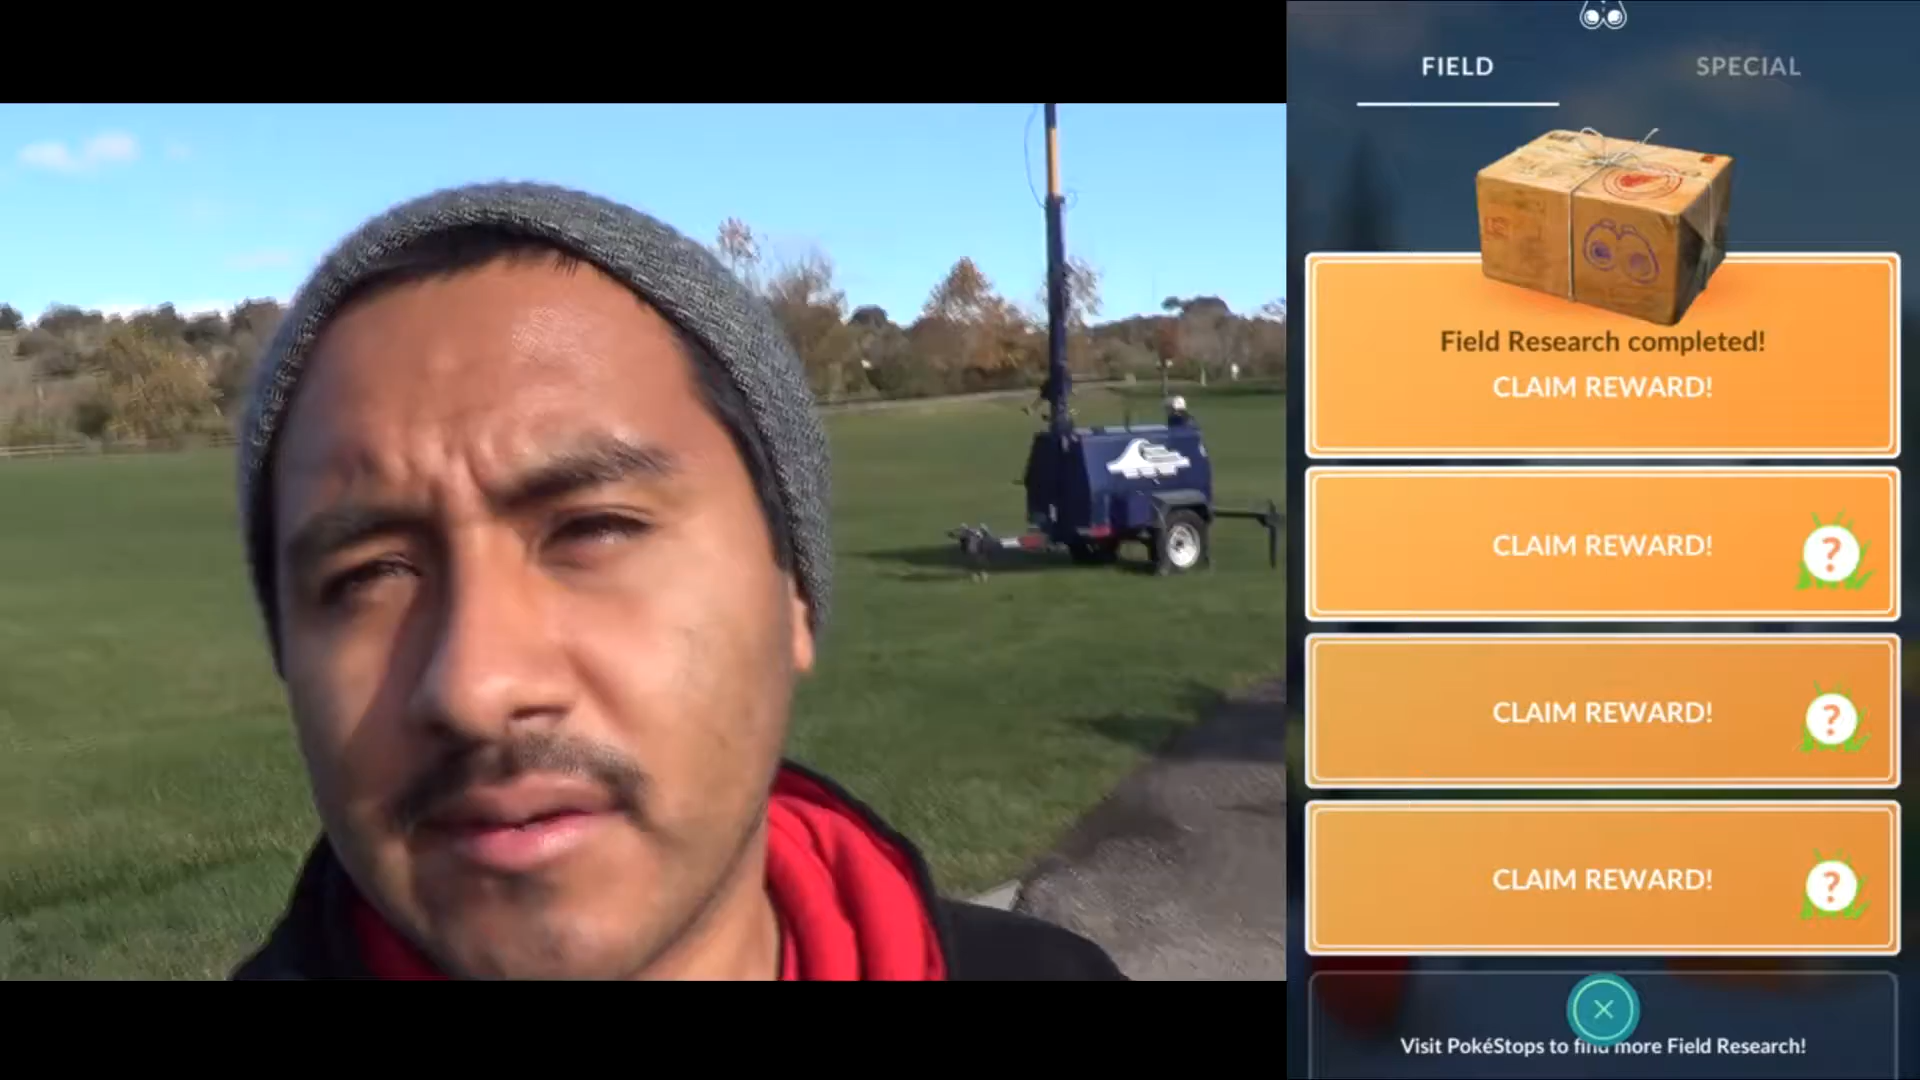 FIELD
SPECIAL
Field Research completed!
CLAIM REWARD!
CLAIM REWARD!
?
CLAIM REWARD!
?
CLAIM REWARD!
?
Visit PokéStops to find more Field Research!